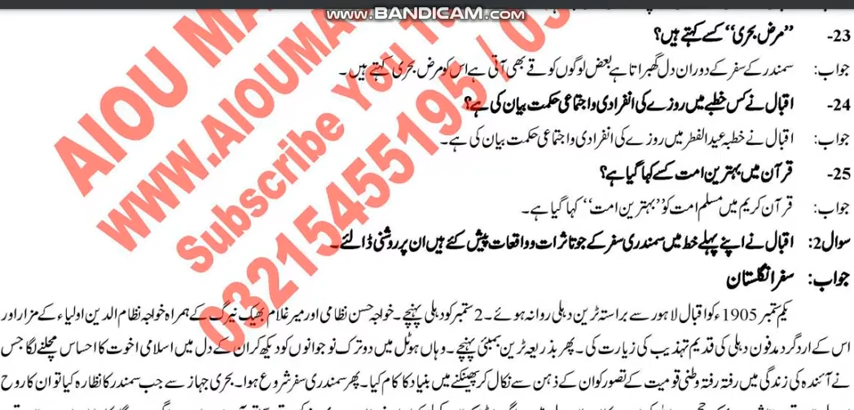 www.BANDICAM.com
23- ”مرض بحری“ کسے کہتے ہیں؟
جواب: سمندر کے سفر کے دوران دل گھبراتا ہے بعض لوگوں کو قے بھی آتی ہے اس کو مرض بحری کہتے ہیں۔
24- اقبال نے کس خطبے میں روزے کی انفرادی و اجتماعی حکمت بیان کی ہے؟
جواب: اقبال نے خطبہ عید الفطر میں روزے کی انفرادی و اجتماعی حکمت بیان کی ہے۔
25- قرآن میں بہترین امت کسے کہا گیا ہے؟
جواب: قرآن کریم میں مسلم امت کو ”بہترین امت“ کہا گیا ہے۔
سوال 2: اقبال نے اپنے پہلے خط میں سمندری سفر کے جو تاثرات و واقعات پیش کئے ہیں ان پر روشنی ڈالئے۔
جواب: سفر انگلستان
یکم ستمبر 1905ء کو اقبال لاہور سے براستہ ٹرین دہلی روانہ ہوئے۔ 2 ستمبر کو دہلی پہنچے۔ خواجہ حسن نظامی اور میر غلام بھیک نیرنگ کے ہمراہ خواجہ نظام الدین اولیاء کے مزار اور
اس کے ارد گرد مدفون دہلی کی قدیم تہذیب کی زیارت کی۔ پھر بذریعہ ٹرین بمبئی پہنچے۔ وہاں ہوٹل میں دو ترک نوجوانوں کو دیکھ کر ان کے دل میں اسلامی اخوت کا احساس مچلنے لگا جس
نے آئندہ کی زندگی میں رفتہ رفتہ وطنی قومیت کے تصور کو ان کے ذہن سے نکال کر پھینکنے میں بنیاد کا کام کیا۔ پھر سمندری سفر شروع ہوا۔ بحری جہاز سے جب سمندر کا نظارہ کیا تو ان کا روح
AIOU MA
WWW.AIOUMA
Subscribe You To
03215455195 / 03